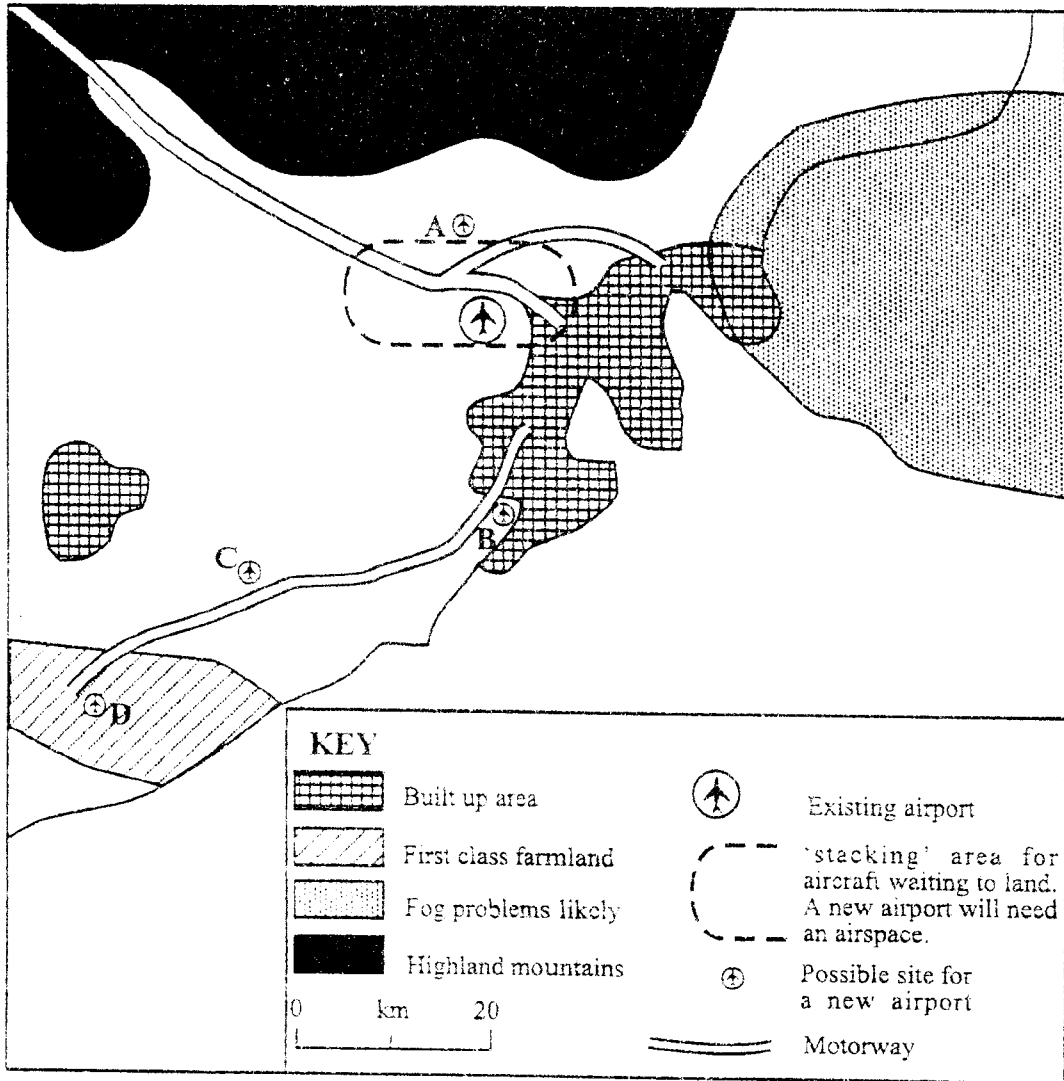 A
B
C
D
KEY
Built up area
First class farmland
Fog problems likely
Highland mountains
0 km 20
Existing airport
'stacking' area for
aircraft waiting to land.
A new airport will need
an airspace.
Possible site for
a new airport
Motorway